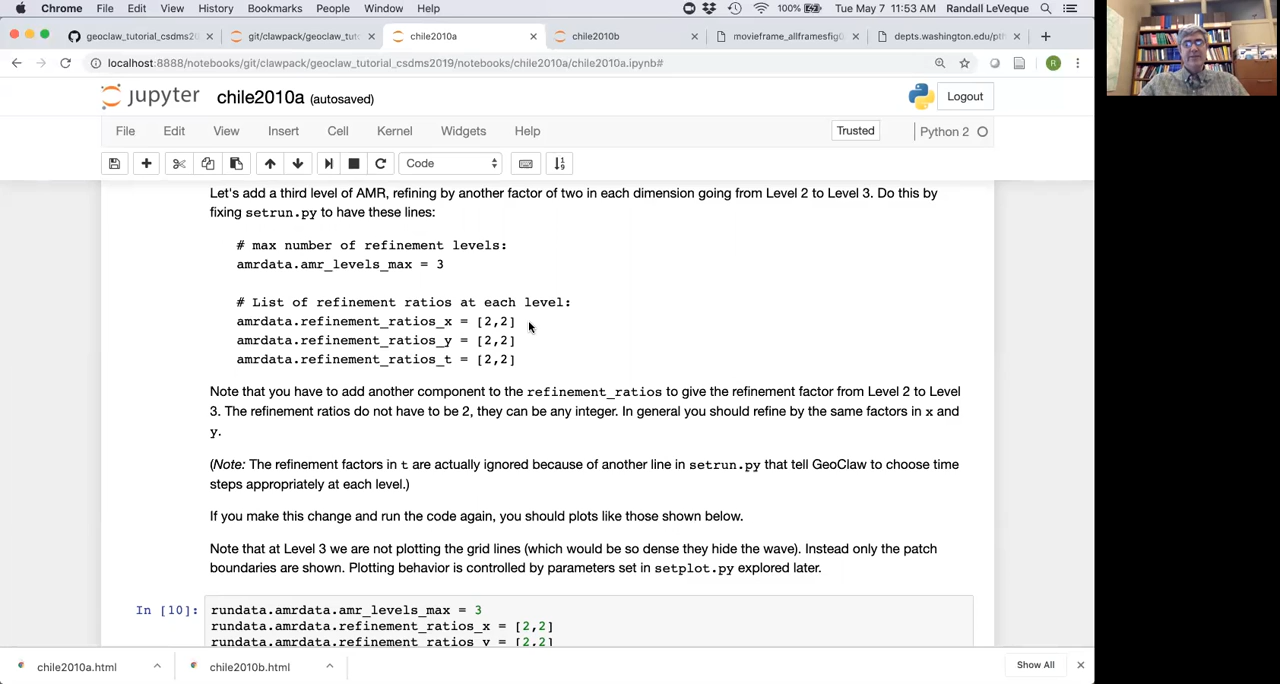 Chrome File Edit View History Bookmarks People Window Help 100% Tue May 7 11:53 AM Randall LeVeque
geoclaw_tutorial_csdms20 git/clawpack/geoclaw_tut chile2010a chile2010b movieframe_allframesfig0 depts.washington.edu/pt
localhost:8888/notebooks/git/clawpack/geoclaw_tutorial_csdms2019/notebooks/chile2010a/chile2010a.ipynb#
R
jupyter chile2010a (autosaved) Logout
File Edit View Insert Cell Kernel Widgets Help Trusted Python 2
Code
Let's add a third level of AMR, refining by another factor of two in each dimension going from Level 2 to Level 3. Do this by
fixing setrun.py to have these lines:
# max number of refinement levels:
amrdata.amr_levels_max = 3
# List of refinement ratios at each level:
amrdata.refinement_ratios_x = [2,2]
amrdata.refinement_ratios_y = [2,2]
amrdata.refinement_ratios_t = [2,2]
Note that you have to add another component to the refinement_ratios to give the refinement factor from Level 2 to Level
3. The refinement ratios do not have to be 2, they can be any integer. In general you should refine by the same factors in x and
y.
(Note: The refinement factors in t are actually ignored because of another line in setrun.py that tell GeoClaw to choose time
steps appropriately at each level.)
If you make this change and run the code again, you should plots like those shown below.
Note that at Level 3 we are not plotting the grid lines (which would be so dense they hide the wave). Instead only the patch
boundaries are shown. Plotting behavior is controlled by parameters set in setplot.py explored later.
In [10]: rundata.amrdata.amr_levels_max = 3
rundata.amrdata.refinement_ratios_x = [2,2]
rundata.amrdata.refinement_ratios_y = [2,2]
chile2010a.html chile2010b.html Show All